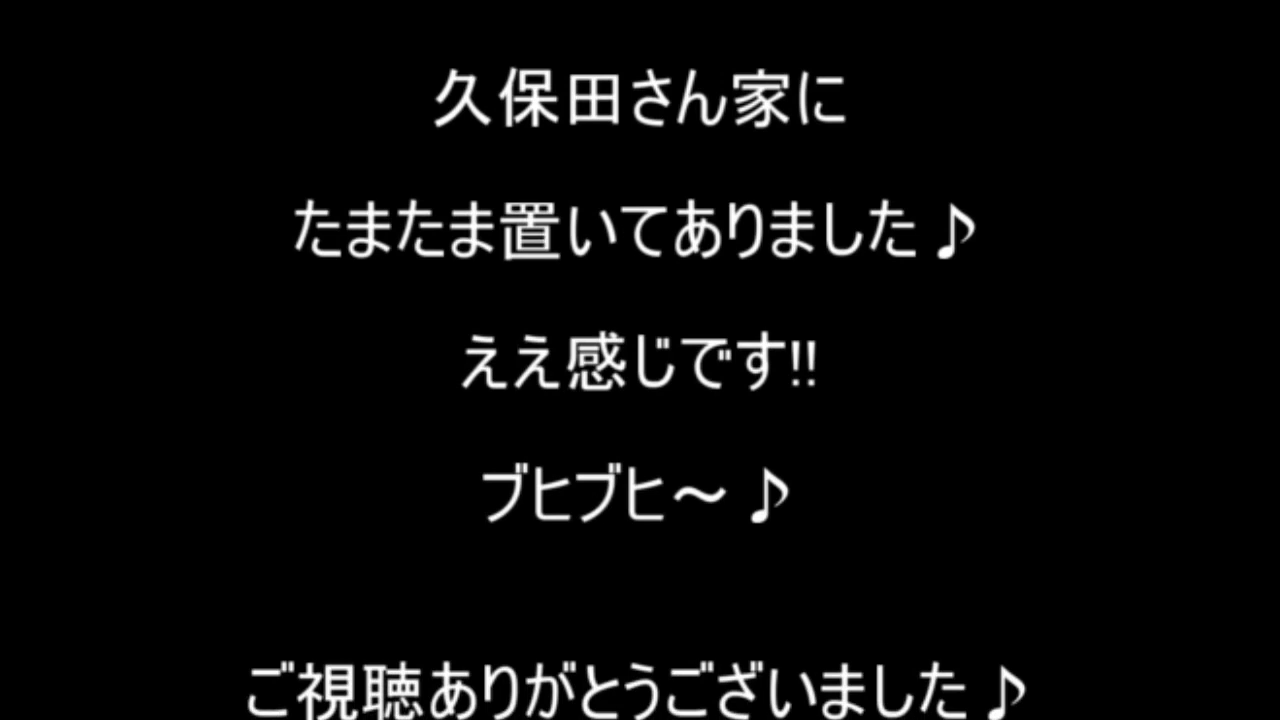 久保田さん家に
たまたま置いてありました♪
ええ感じです!!
ブヒブヒ～♪
ご視聴ありがとうございました♪